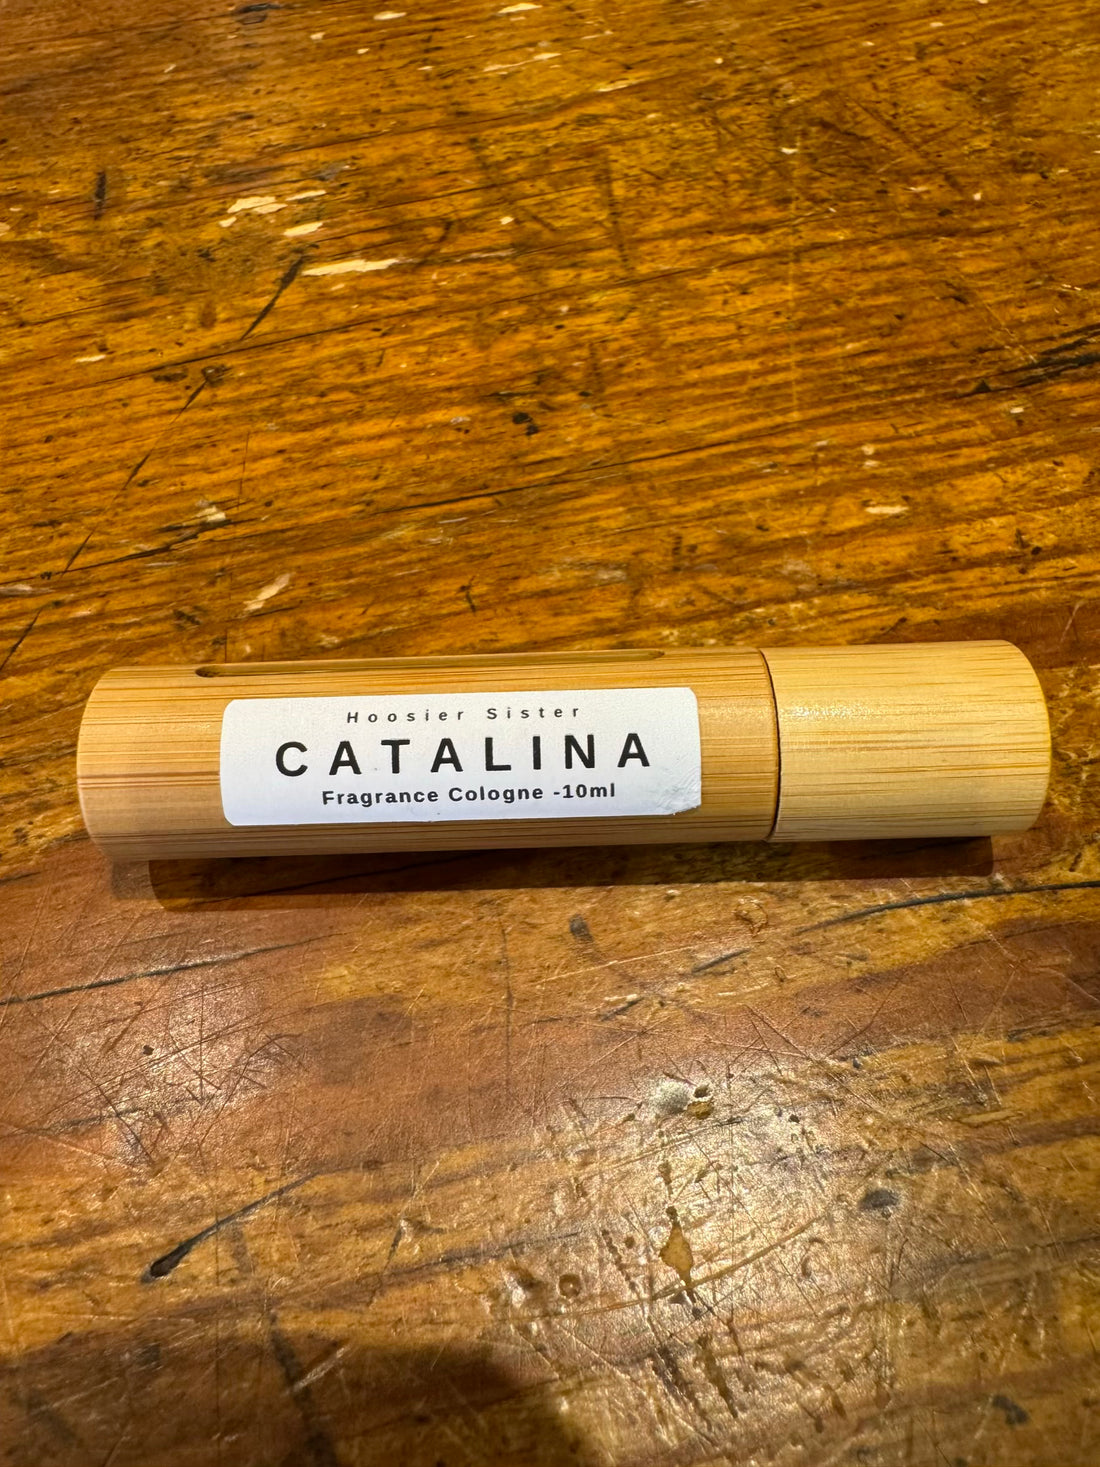 Hoosier Sister
CATALINA
Fragrance Cologne -10ml